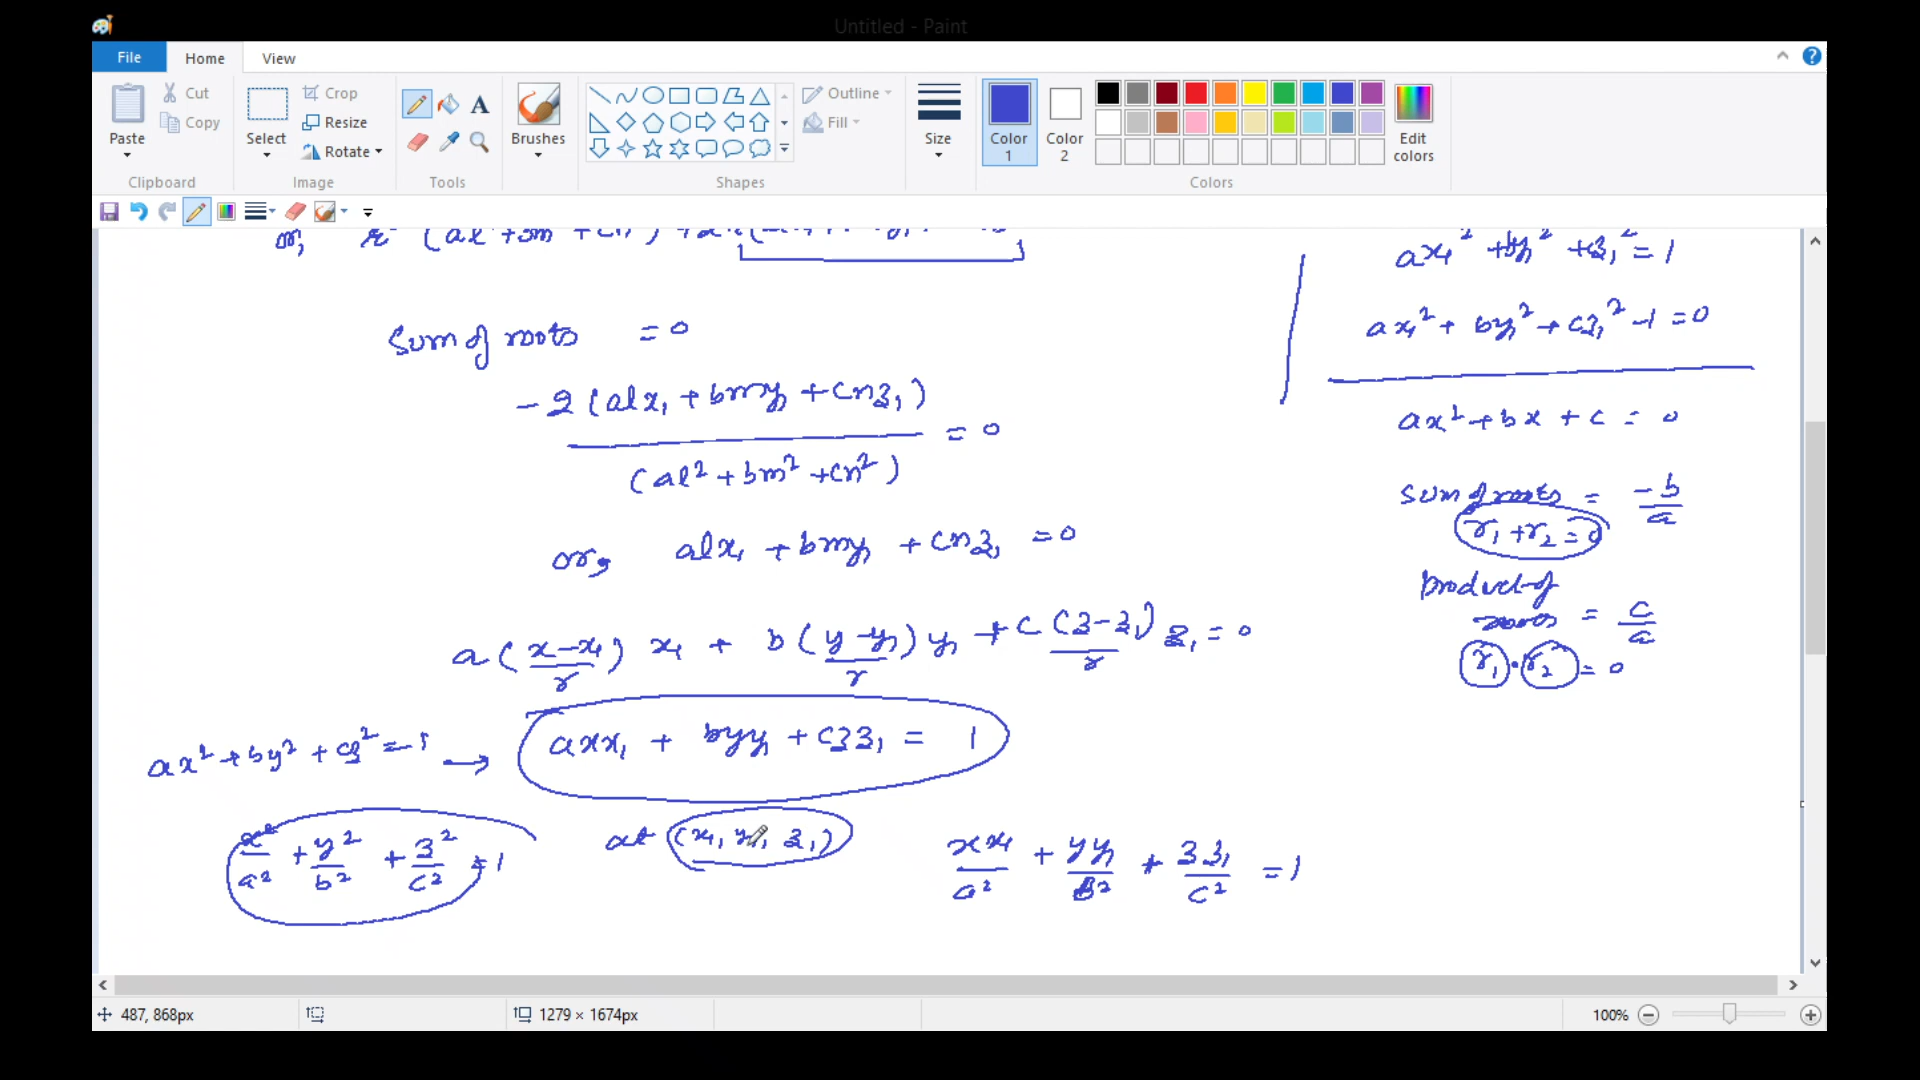 Untitled - Paint
File Home View
Paste Cut Copy Clipboard
Select Crop Resize Rotate Image
Tools
Brushes
Outline Fill Shapes
Size
Color 1 Color 2 Edit colors Colors
or, (al² + bm² + cn²)
ax₁² + by₁² + cz₁² = 1
ax₁² + by₁² + cz₁² - 1 = 0
Sum of roots = 0
-2 (alx₁ + bmy₁ + cnz₁) / (al² + bm² + cn²) = 0
or, alx₁ + bmy₁ + cnz₁ = 0
a((x-x₁)/r) x₁ + b((y-y₁)/r) y₁ + c((z-z₁)/r) z₁ = 0
ax² + by² + cz² = 1 → axx₁ + byy₁ + czz₁ = 1
x²/a² + y²/b² + z²/c² = 1 at (x₁, y₁, z₁) xx₁/a² + yy₁/b² + zz₁/c² = 1
ax² + bx + c = 0
Sum of roots = -b/a
r₁ + r₂ = 0
product of = c/a
r₁ · r₂ = 0
487, 868px 1279 × 1674px 100%